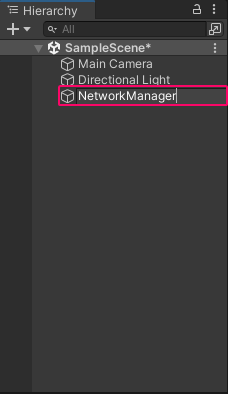 Hierarchy
All
SampleScene*
Main Camera
Directional Light
NetworkManager